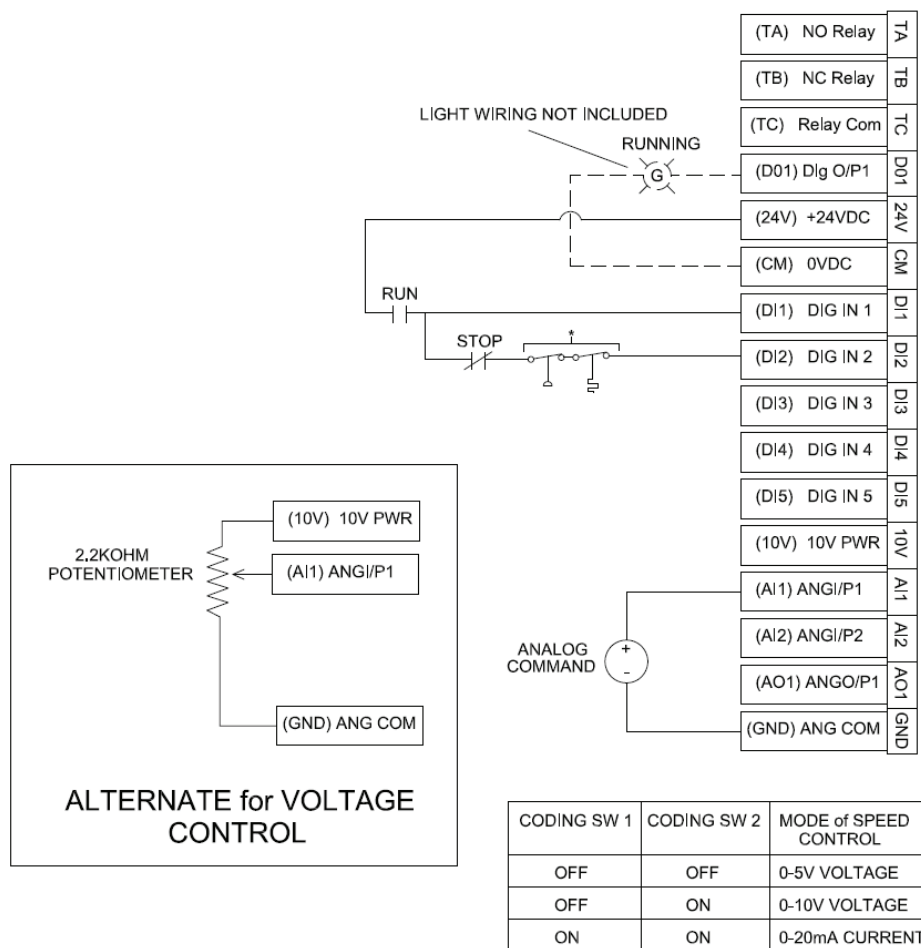 (TA) NO Relay TA
(TB) NC Relay TB
(TC) Relay Com TC
LIGHT WIRING NOT INCLUDED
RUNNING
G
(D01) DIg O/P1 D01
(24V) +24VDC 24V
(CM) 0VDC CM
RUN
(DI1) DIG IN 1 DI1
STOP
*
(DI2) DIG IN 2 DI2
(DI3) DIG IN 3 DI3
(DI4) DIG IN 4 DI4
(DI5) DIG IN 5 DI5
(10V) 10V PWR 10V
(AI1) ANGI/P1 AI1
(AI2) ANGI/P2 AI2
(AO1) ANGO/P1 AO1
(GND) ANG COM GND
ANALOG
COMMAND
+
-
(10V) 10V PWR
2.2KOHM
POTENTIOMETER
(AI1) ANGI/P1
(GND) ANG COM
ALTERNATE for VOLTAGE
CONTROL
CODING SW 1 CODING SW 2 MODE of SPEED
CONTROL
OFF OFF 0-5V VOLTAGE
OFF ON 0-10V VOLTAGE
ON ON 0-20mA CURRENT